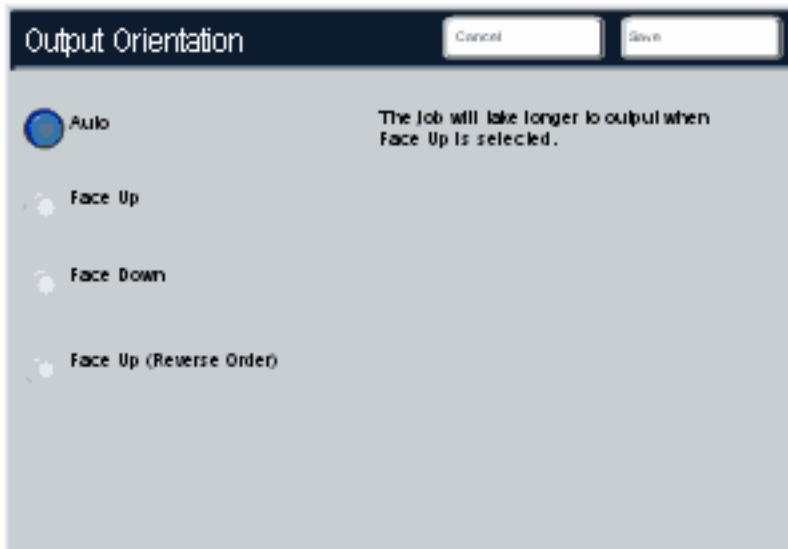 Output Orientation
Cancel
Save
Auto
The job will take longer to output when
Face Up is selected.
Face Up
Face Down
Face Up (Reverse Order)